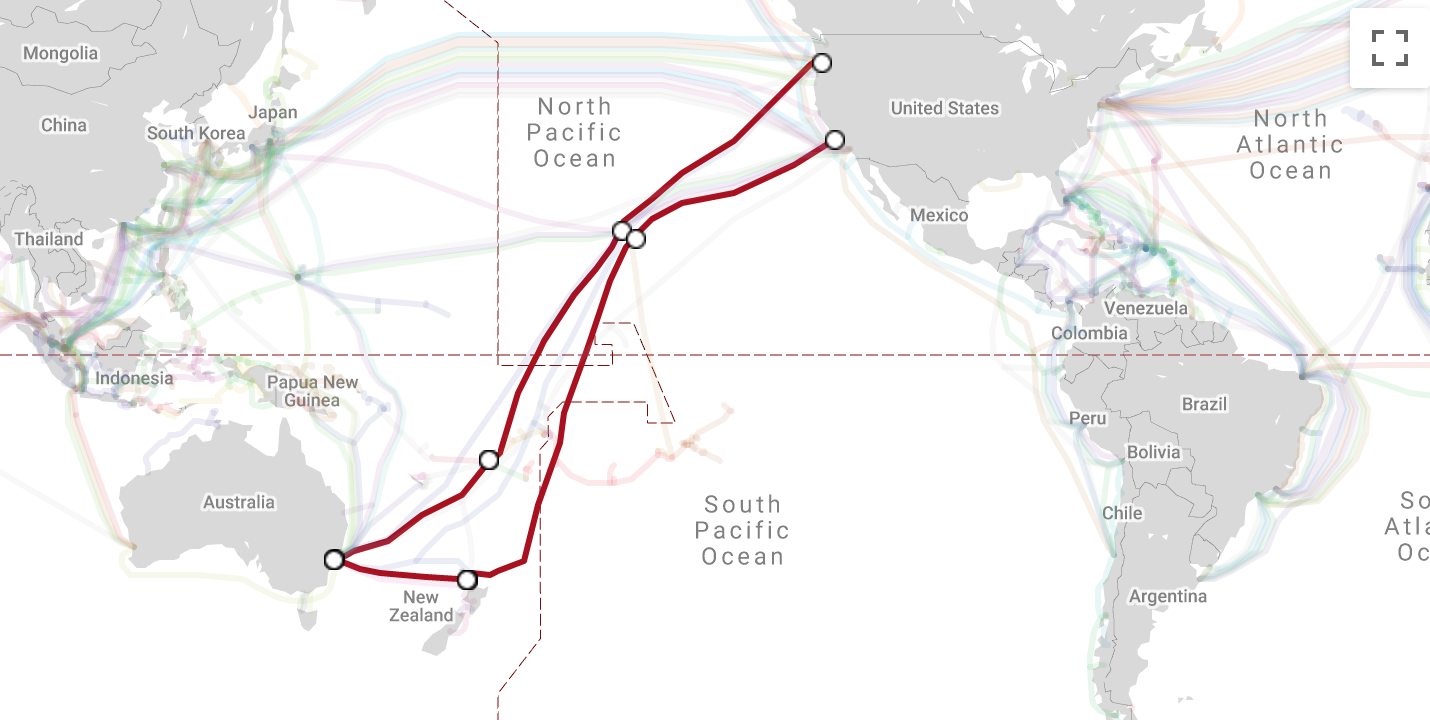 Mongolia
China
Japan
South Korea
Thailand
Indonesia
Papua New
Guinea
Australia
New
Zealand
North
Pacific
Ocean
South
Pacific
Ocean
United States
Mexico
Venezuela
Colombia
Peru
Brazil
Bolivia
Chile
Argentina
North
Atlantic
Ocean
So
Atla
Oc